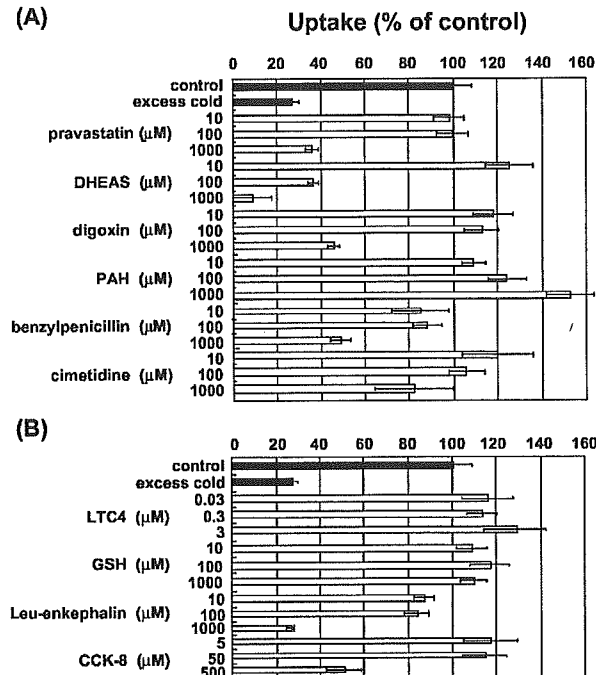 (A)
Uptake (% of control)
0 20 40 60 80 100 120 140 160
control
excess cold
10
pravastatin (μM) 100
1000
10
DHEAS (μM) 100
1000
10
digoxin (μM) 100
1000
10
PAH (μM) 100
1000
10
benzylpenicillin (μM) 100
1000
10
cimetidine (μM) 100
1000
(B)
0 20 40 60 80 100 120 140 160
control
excess cold
0.03
LTC4 (μM) 0.3
3
10
GSH (μM) 100
1000
10
Leu-enkephalin (μM) 100
1000
5
CCK-8 (μM) 50
500